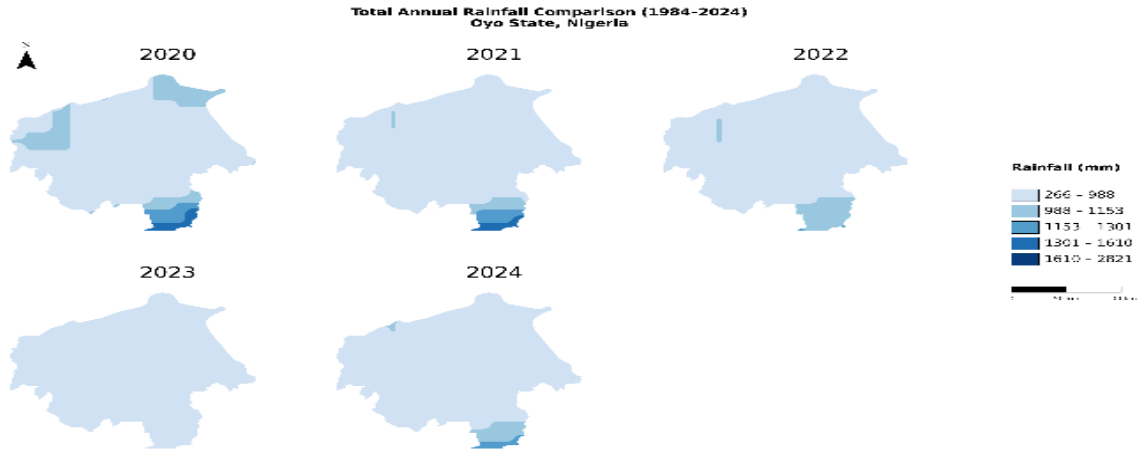 Total Annual Rainfall Comparison (1984-2024)
Oyo State, Nigeria
2020
2021
2022
Rainfall (mm)
266 - 988
988 - 1153
1153 - 1301
1301 - 1610
1610 - 2821
2023
2024